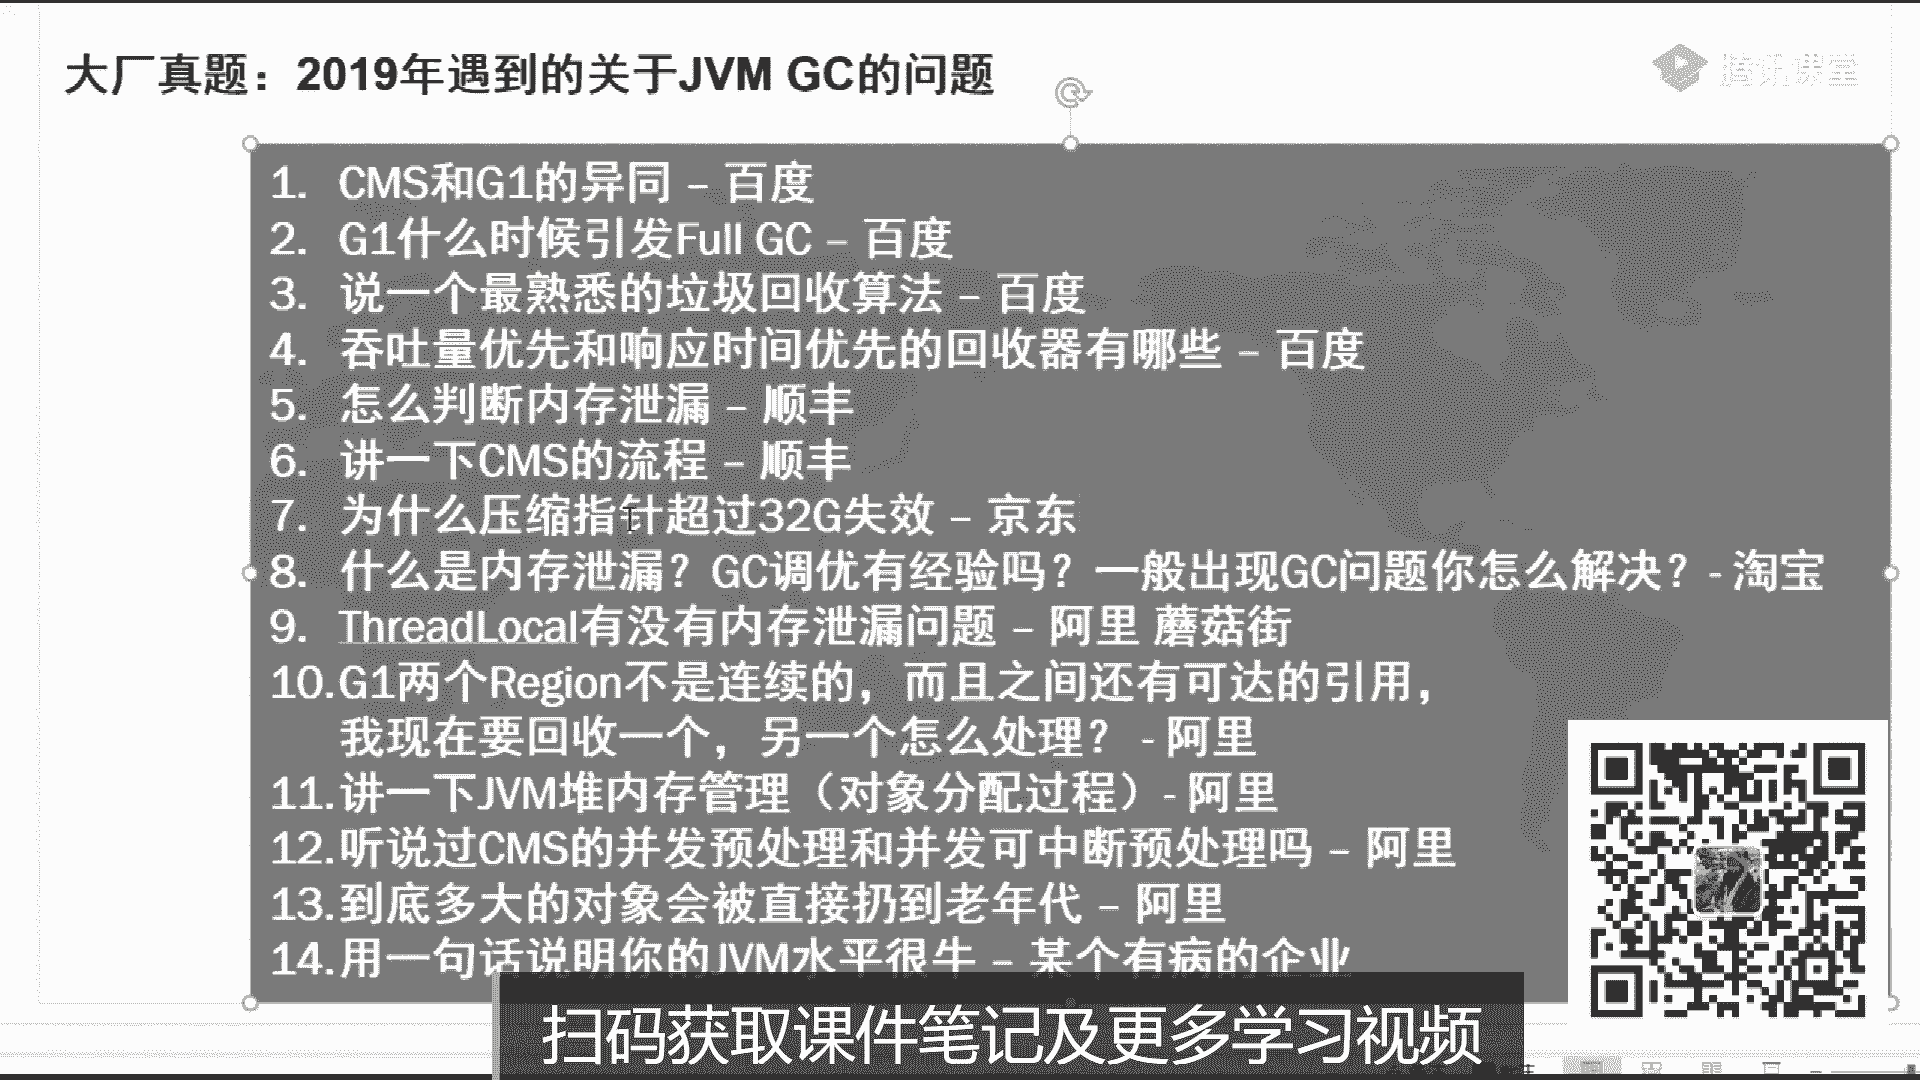 大厂真题：2019年遇到的关于JVM GC的问题
腾讯课堂
1. CMS和G1的异同 – 百度
2. G1什么时候引发Full GC – 百度
3. 说一个最熟悉的垃圾回收算法 – 百度
4. 吞吐量优先和响应时间优先的回收器有哪些 – 百度
5. 怎么判断内存泄漏 – 顺丰
6. 讲一下CMS的流程 – 顺丰
7. 为什么压缩指针超过32G失效 – 京东
8. 什么是内存泄漏？GC调优有经验吗？一般出现GC问题你怎么解决？- 淘宝
9. ThreadLocal有没有内存泄漏问题 – 阿里 蘑菇街
10.G1两个Region不是连续的，而且之间还有可达的引用，
我现在要回收一个，另一个怎么处理？ - 阿里
11.讲一下JVM堆内存管理（对象分配过程）- 阿里
12.听说过CMS的并发预处理和并发可中断预处理吗 – 阿里
13.到底多大的对象会被直接扔到老年代 – 阿里
14.用一句话说明你的JVM水平很牛 – 某个有病的企业
扫码获取课件笔记及更多学习视频